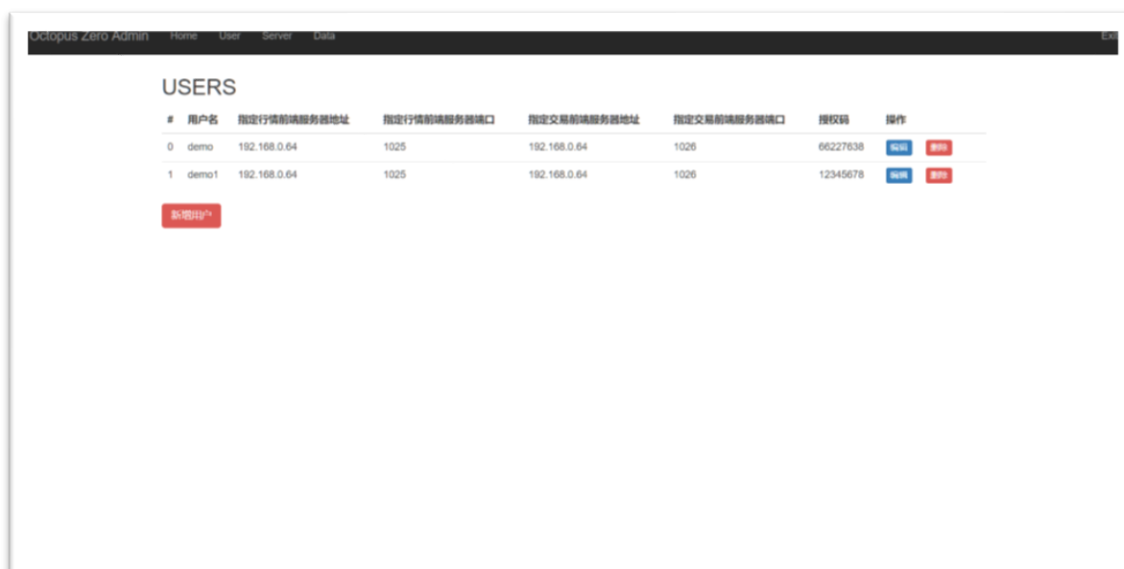 Octopus Zero Admin Home User Server Data Exit
USERS
# 用户名 指定行情前端服务器地址 指定行情前端服务器端口 指定交易前端服务器地址 指定交易前端服务器端口 授权码 操作
0 demo 192.168.0.64 1025 192.168.0.64 1026 66227638 编辑 删除
1 demo1 192.168.0.64 1025 192.168.0.64 1026 12345678 编辑 删除
新增用户